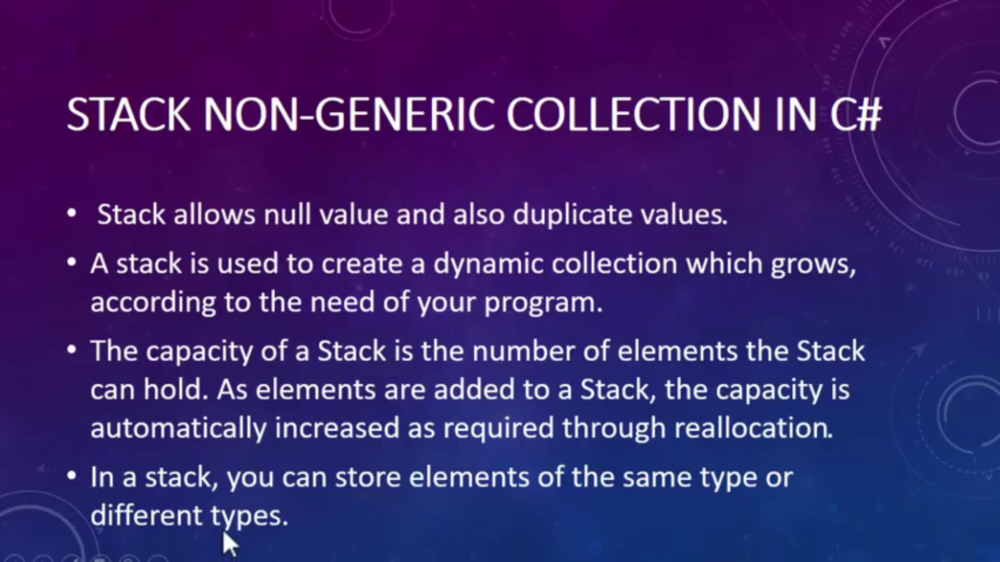 STACK NON-GENERIC COLLECTION IN C#
• Stack allows null value and also duplicate values.
• A stack is used to create a dynamic collection which grows,
according to the need of your program.
• The capacity of a Stack is the number of elements the Stack
can hold. As elements are added to a Stack, the capacity is
automatically increased as required through reallocation.
• In a stack, you can store elements of the same type or
different types.